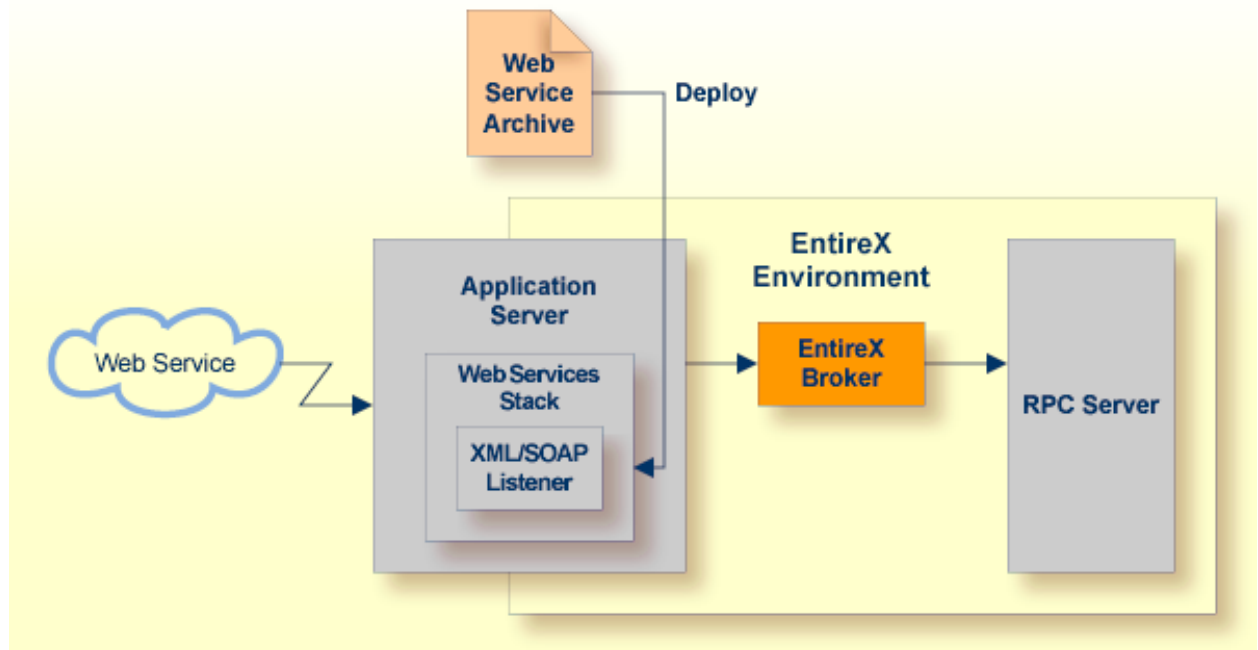 Web
Service
Archive
Deploy
EntireX
Environment
Application
Server
Web Service
Web Services
Stack
XML/SOAP
Listener
EntireX
Broker
RPC Server